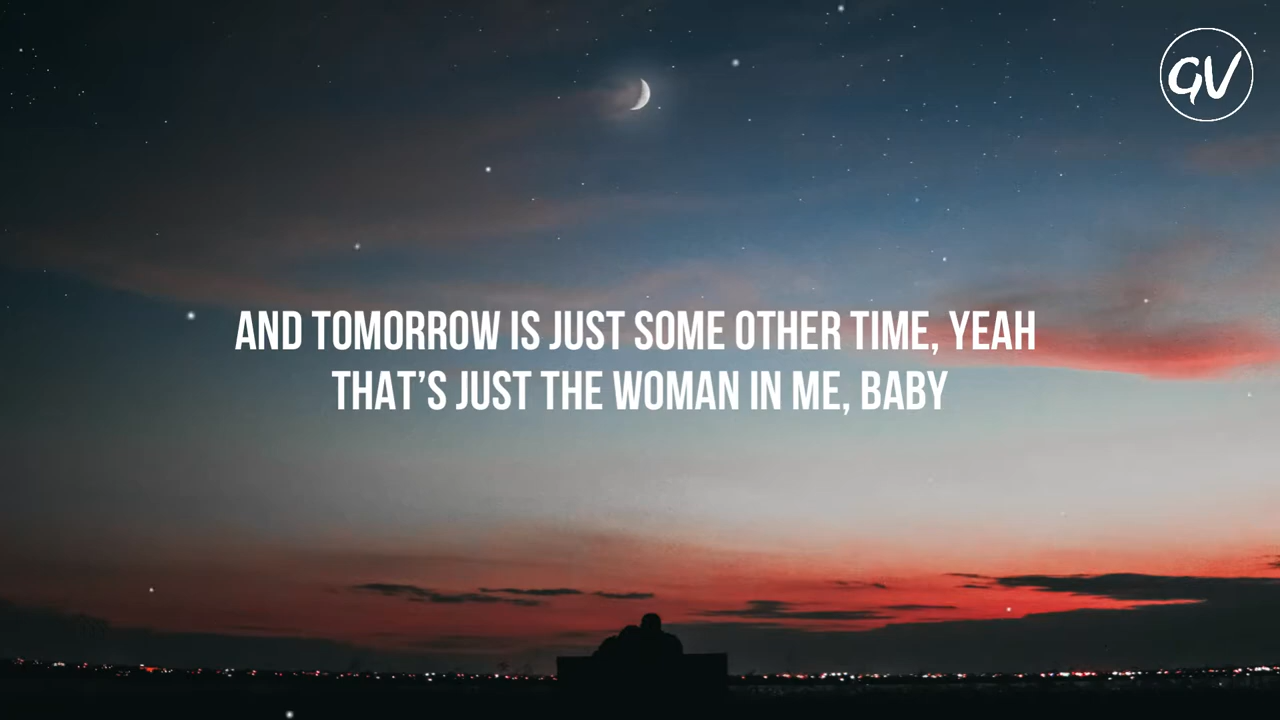 GV
AND TOMORROW IS JUST SOME OTHER TIME, YEAH
THAT’S JUST THE WOMAN IN ME, BABY